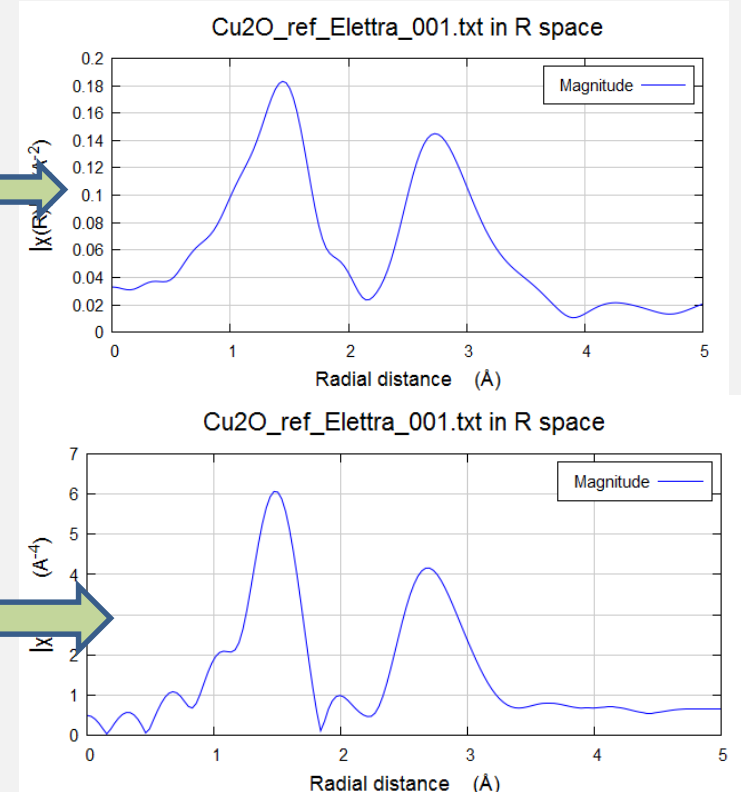 Cu2O_ref_Elettra_001.txt in R space
Magnitude
0.2
0.18
0.16
0.14
0.12
0.1
0.08
0.06
0.04
0.02
0
|χ(R)
Å⁻²)
0 1 2 3 4 5
Radial distance (Å)
Cu2O_ref_Elettra_001.txt in R space
Magnitude
7
6
5
4
2
1
0
|χ
(Å⁻⁴)
0 1 2 3 4 5
Radial distance (Å)